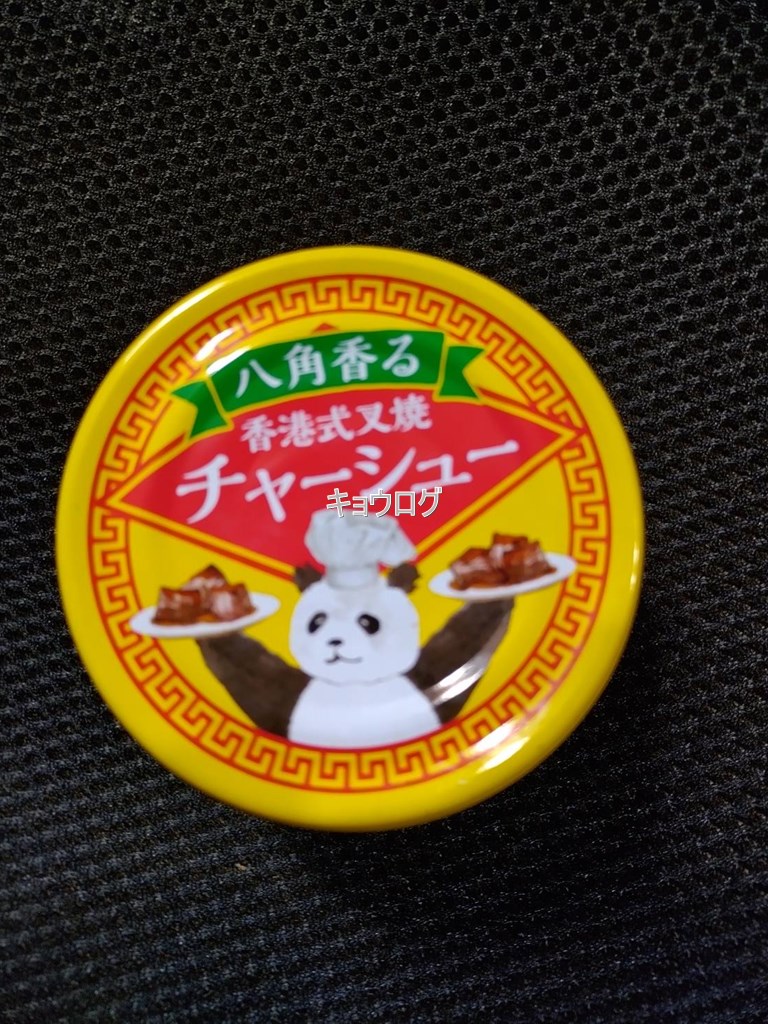 八角香る
香港式叉焼
チャーシュー
キョウログ